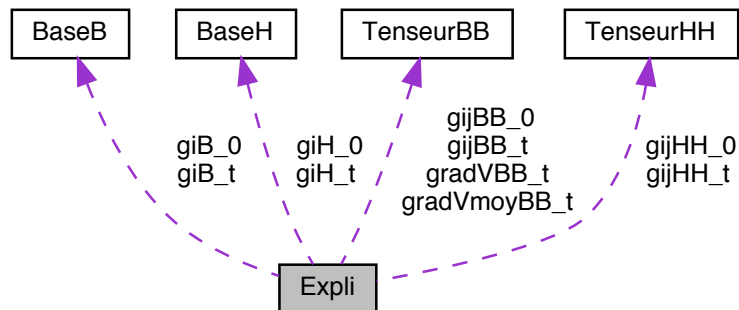 BaseB
BaseH
TenseurBB
TenseurHH
giB_0
giB_t
giH_0
giH_t
gijBB_0
gijBB_t
gradVBB_t
gradVmoyBB_t
gijHH_0
gijHH_t
Expli